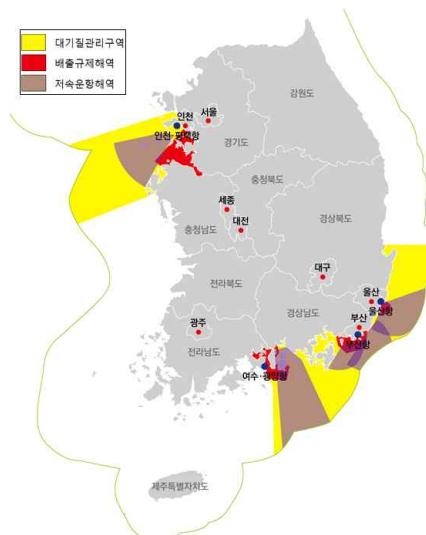 대기질관리구역
배출규제해역
저속운항해역
강원도
인천
서울
인천·평택항
경기도
충청북도
세종
대전
충청남도
경상북도
대구
전라북도
울산
울산항
경상남도
부산
부산항
광주
전라남도
여수·광양항
제주특별자치도